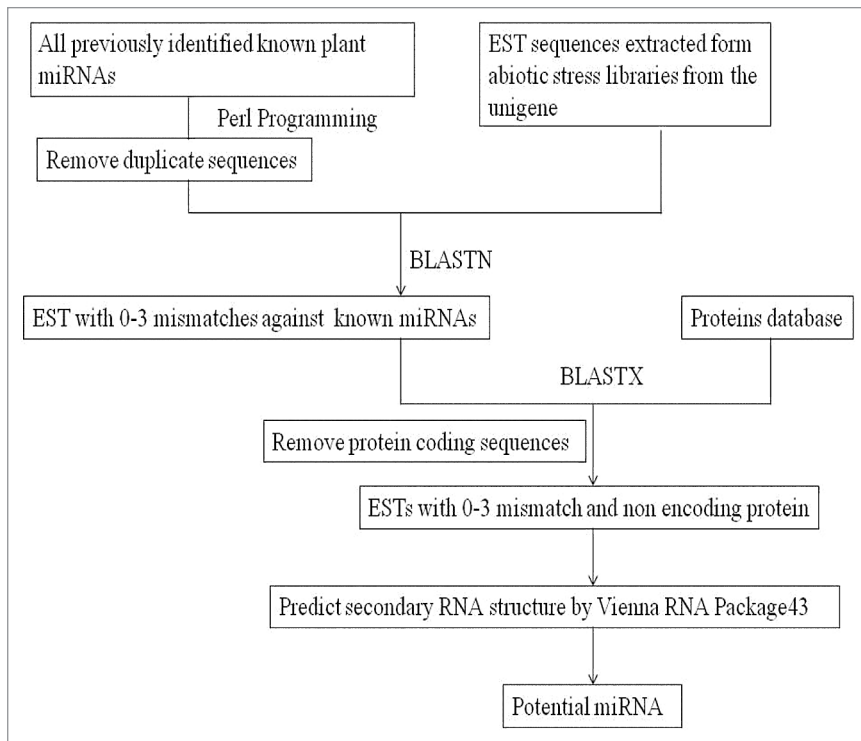 All previously identified known plant
miRNAs
EST sequences extracted form
abiotic stress libraries from the
unigene
Perl Programming
Remove duplicate sequences
BLASTN
EST with 0-3 mismatches against known miRNAs
Proteins database
BLASTX
Remove protein coding sequences
ESTs with 0-3 mismatch and non encoding protein
Predict secondary RNA structure by Vienna RNA Package43
Potential miRNA